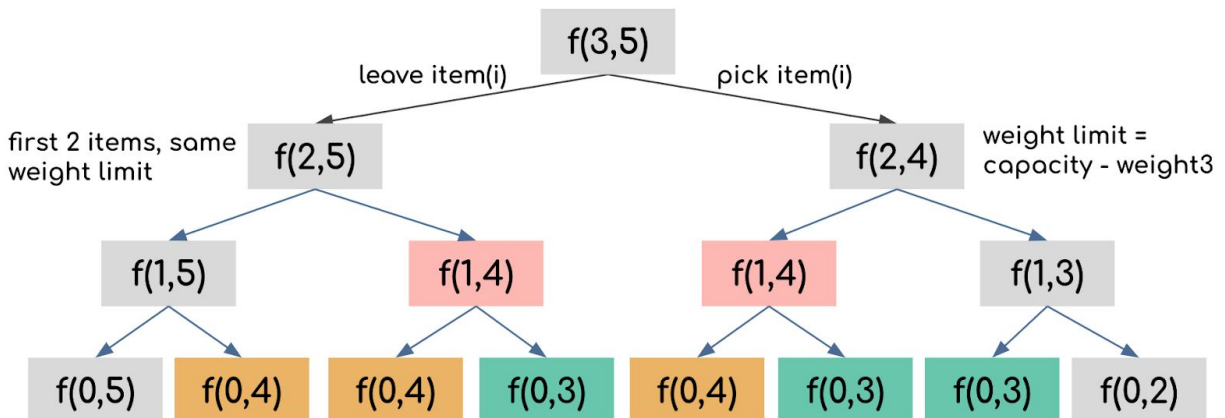 f(3,5)
leave item(i)
pick item(i)
first 2 items, same
weight limit
f(2,5)
f(2,4)
weight limit =
capacity - weight3
f(1,5)
f(1,4)
f(1,4)
f(1,3)
f(0,5)
f(0,4)
f(0,4)
f(0,3)
f(0,4)
f(0,3)
f(0,3)
f(0,2)